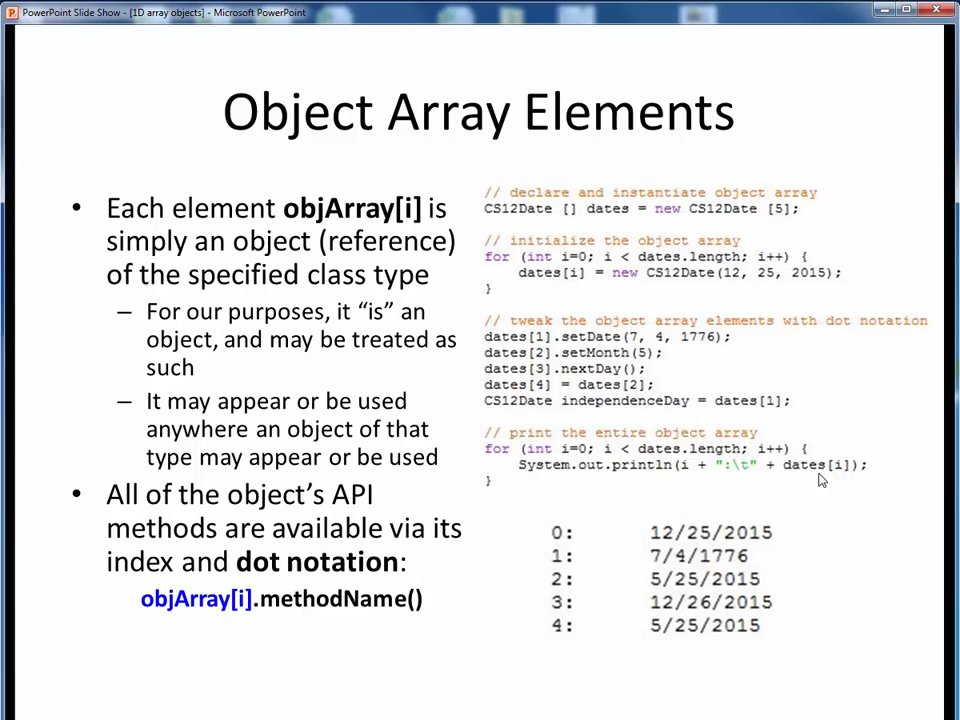 PowerPoint Slide Show - [1D array objects] - Microsoft PowerPoint
Object Array Elements
• Each element objArray[i] is
simply an object (reference)
of the specified class type
– For our purposes, it “is” an
object, and may be treated as
such
– It may appear or be used
anywhere an object of that
type may appear or be used
• All of the object’s API
methods are available via its
index and dot notation:
objArray[i].methodName()
// declare and instantiate object array
CS12Date [] dates = new CS12Date [5];
// initialize the object array
for (int i=0; i < dates.length; i++) {
dates[i] = new CS12Date(12, 25, 2015);
}
// tweak the object array elements with dot notation
dates[1].setDate(7, 4, 1776);
dates[2].setMonth(5);
dates[3].nextDay();
dates[4] = dates[2];
CS12Date independenceDay = dates[1];
// print the entire object array
for (int i=0; i < dates.length; i++) {
System.out.println(i + ":\t" + dates[i]);
}
0: 12/25/2015
1: 7/4/1776
2: 5/25/2015
3: 12/26/2015
4: 5/25/2015